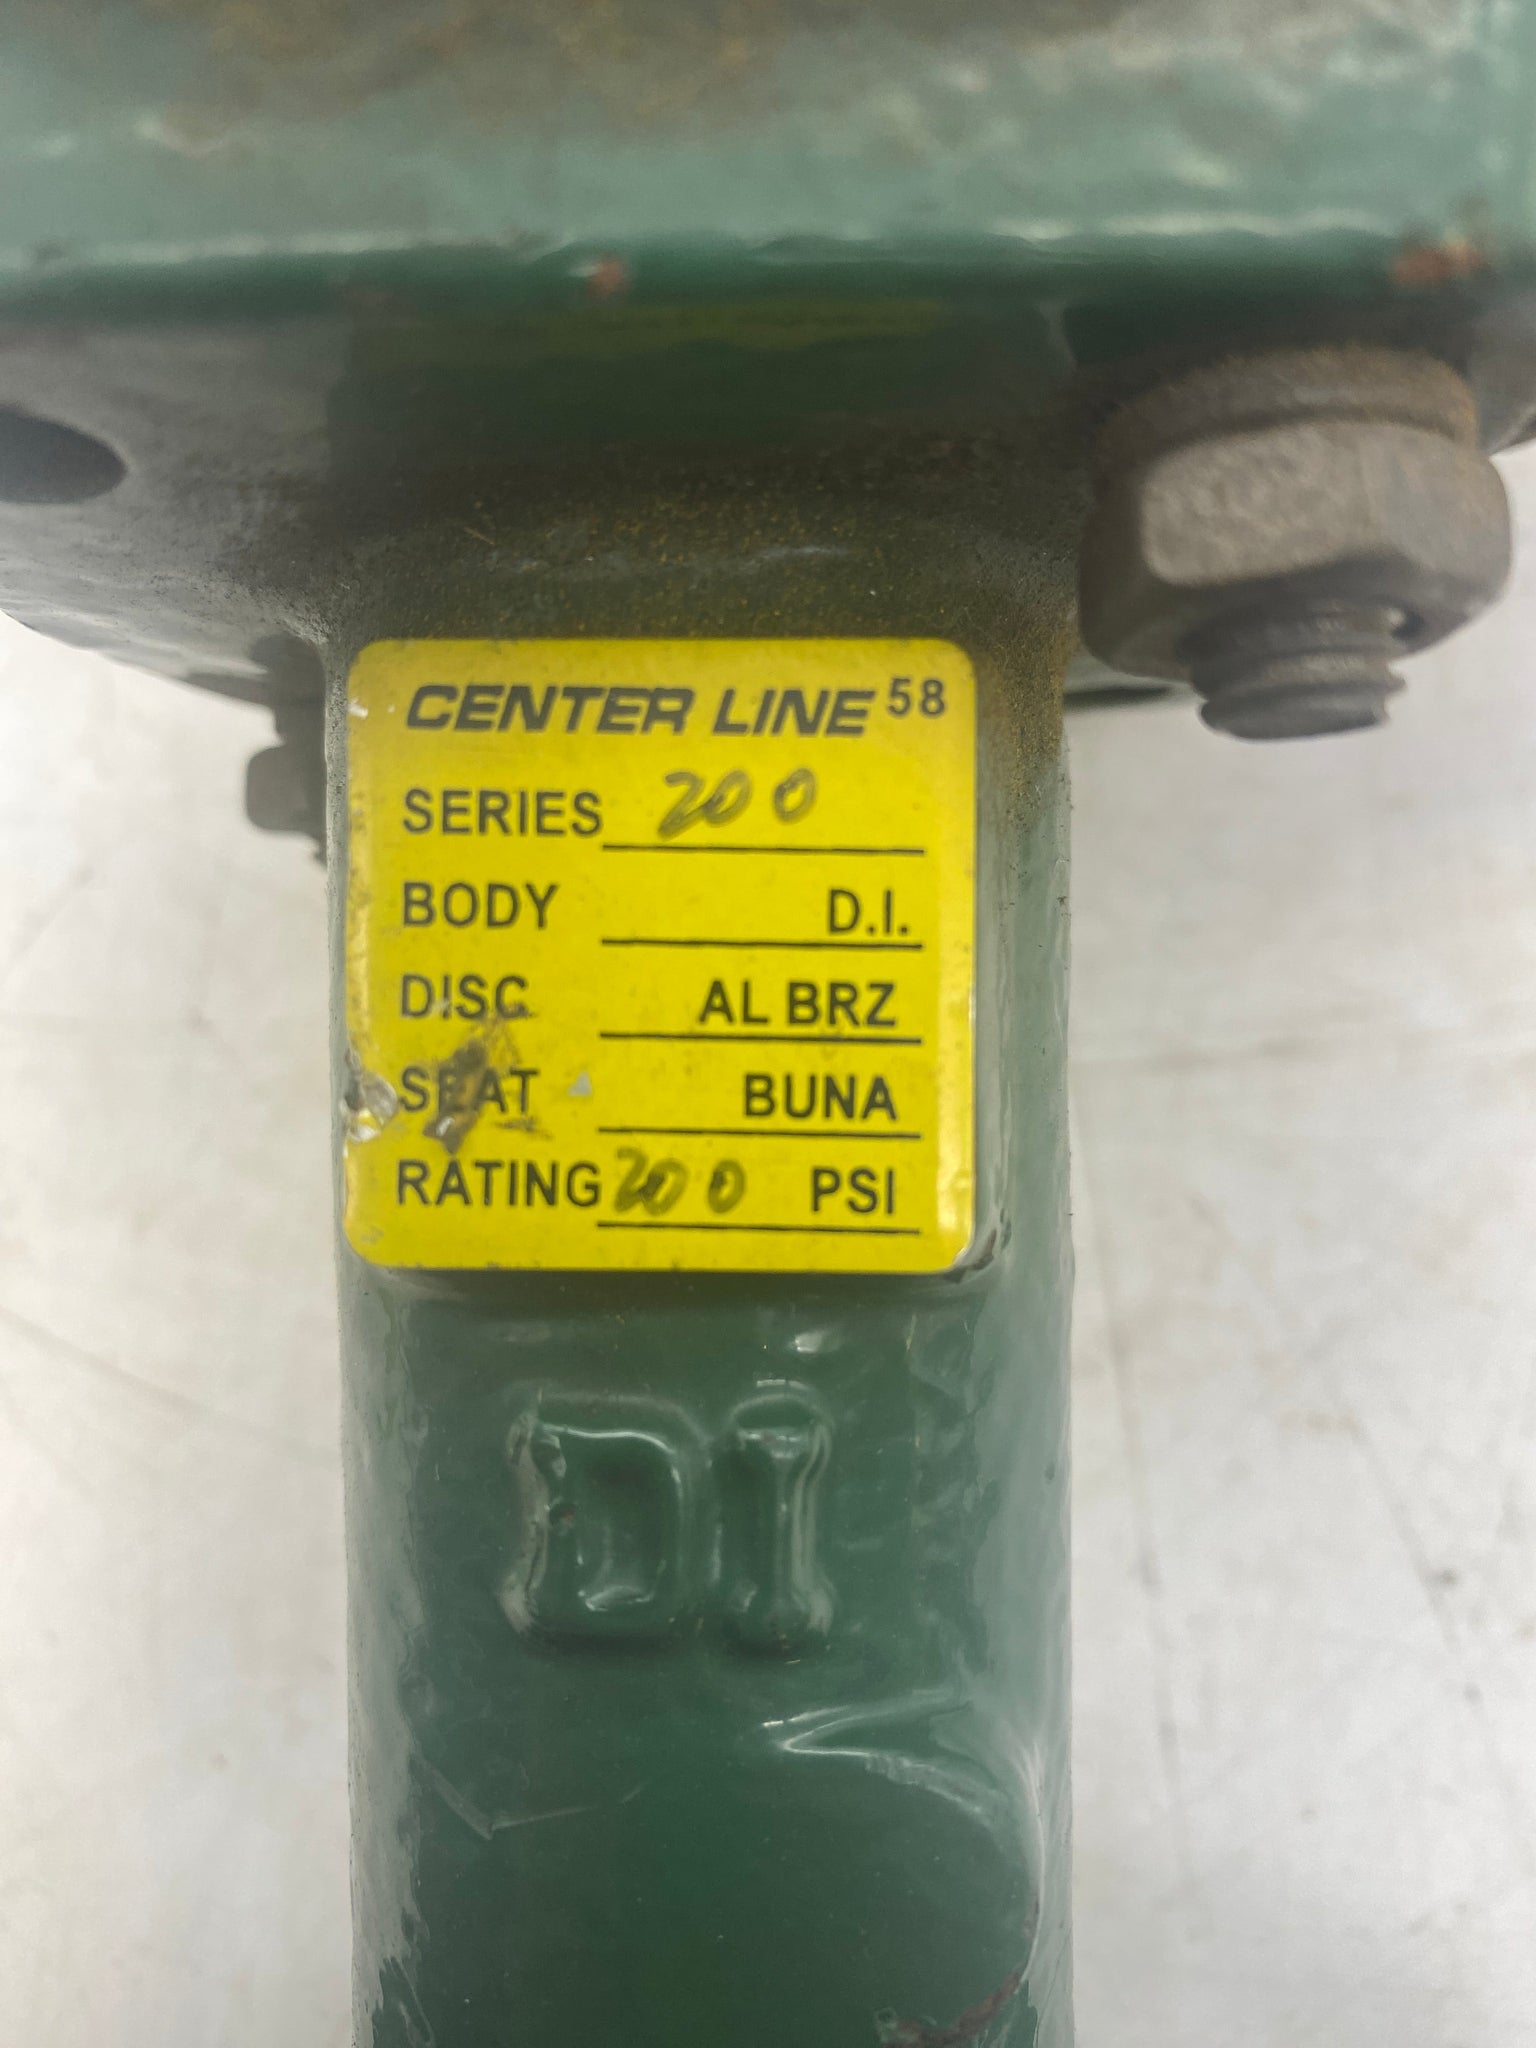 CENTER LINE 58
SERIES 200
BODY D.I.
DISC AL BRZ
SEAT BUNA
RATING 200 PSI
DI